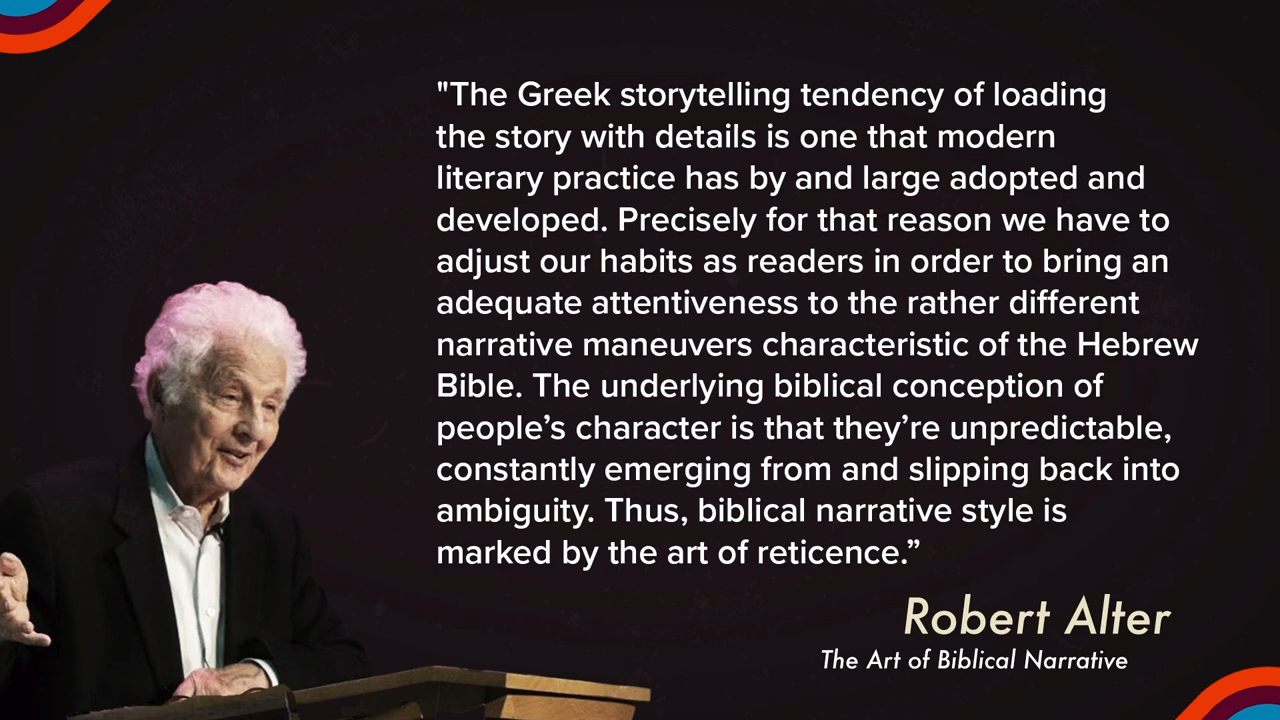 "The Greek storytelling tendency of loading
the story with details is one that modern
literary practice has by and large adopted and
developed. Precisely for that reason we have to
adjust our habits as readers in order to bring an
adequate attentiveness to the rather different
narrative maneuvers characteristic of the Hebrew
Bible. The underlying biblical conception of
people’s character is that they’re unpredictable,
constantly emerging from and slipping back into
ambiguity. Thus, biblical narrative style is
marked by the art of reticence.”
Robert Alter
The Art of Biblical Narrative